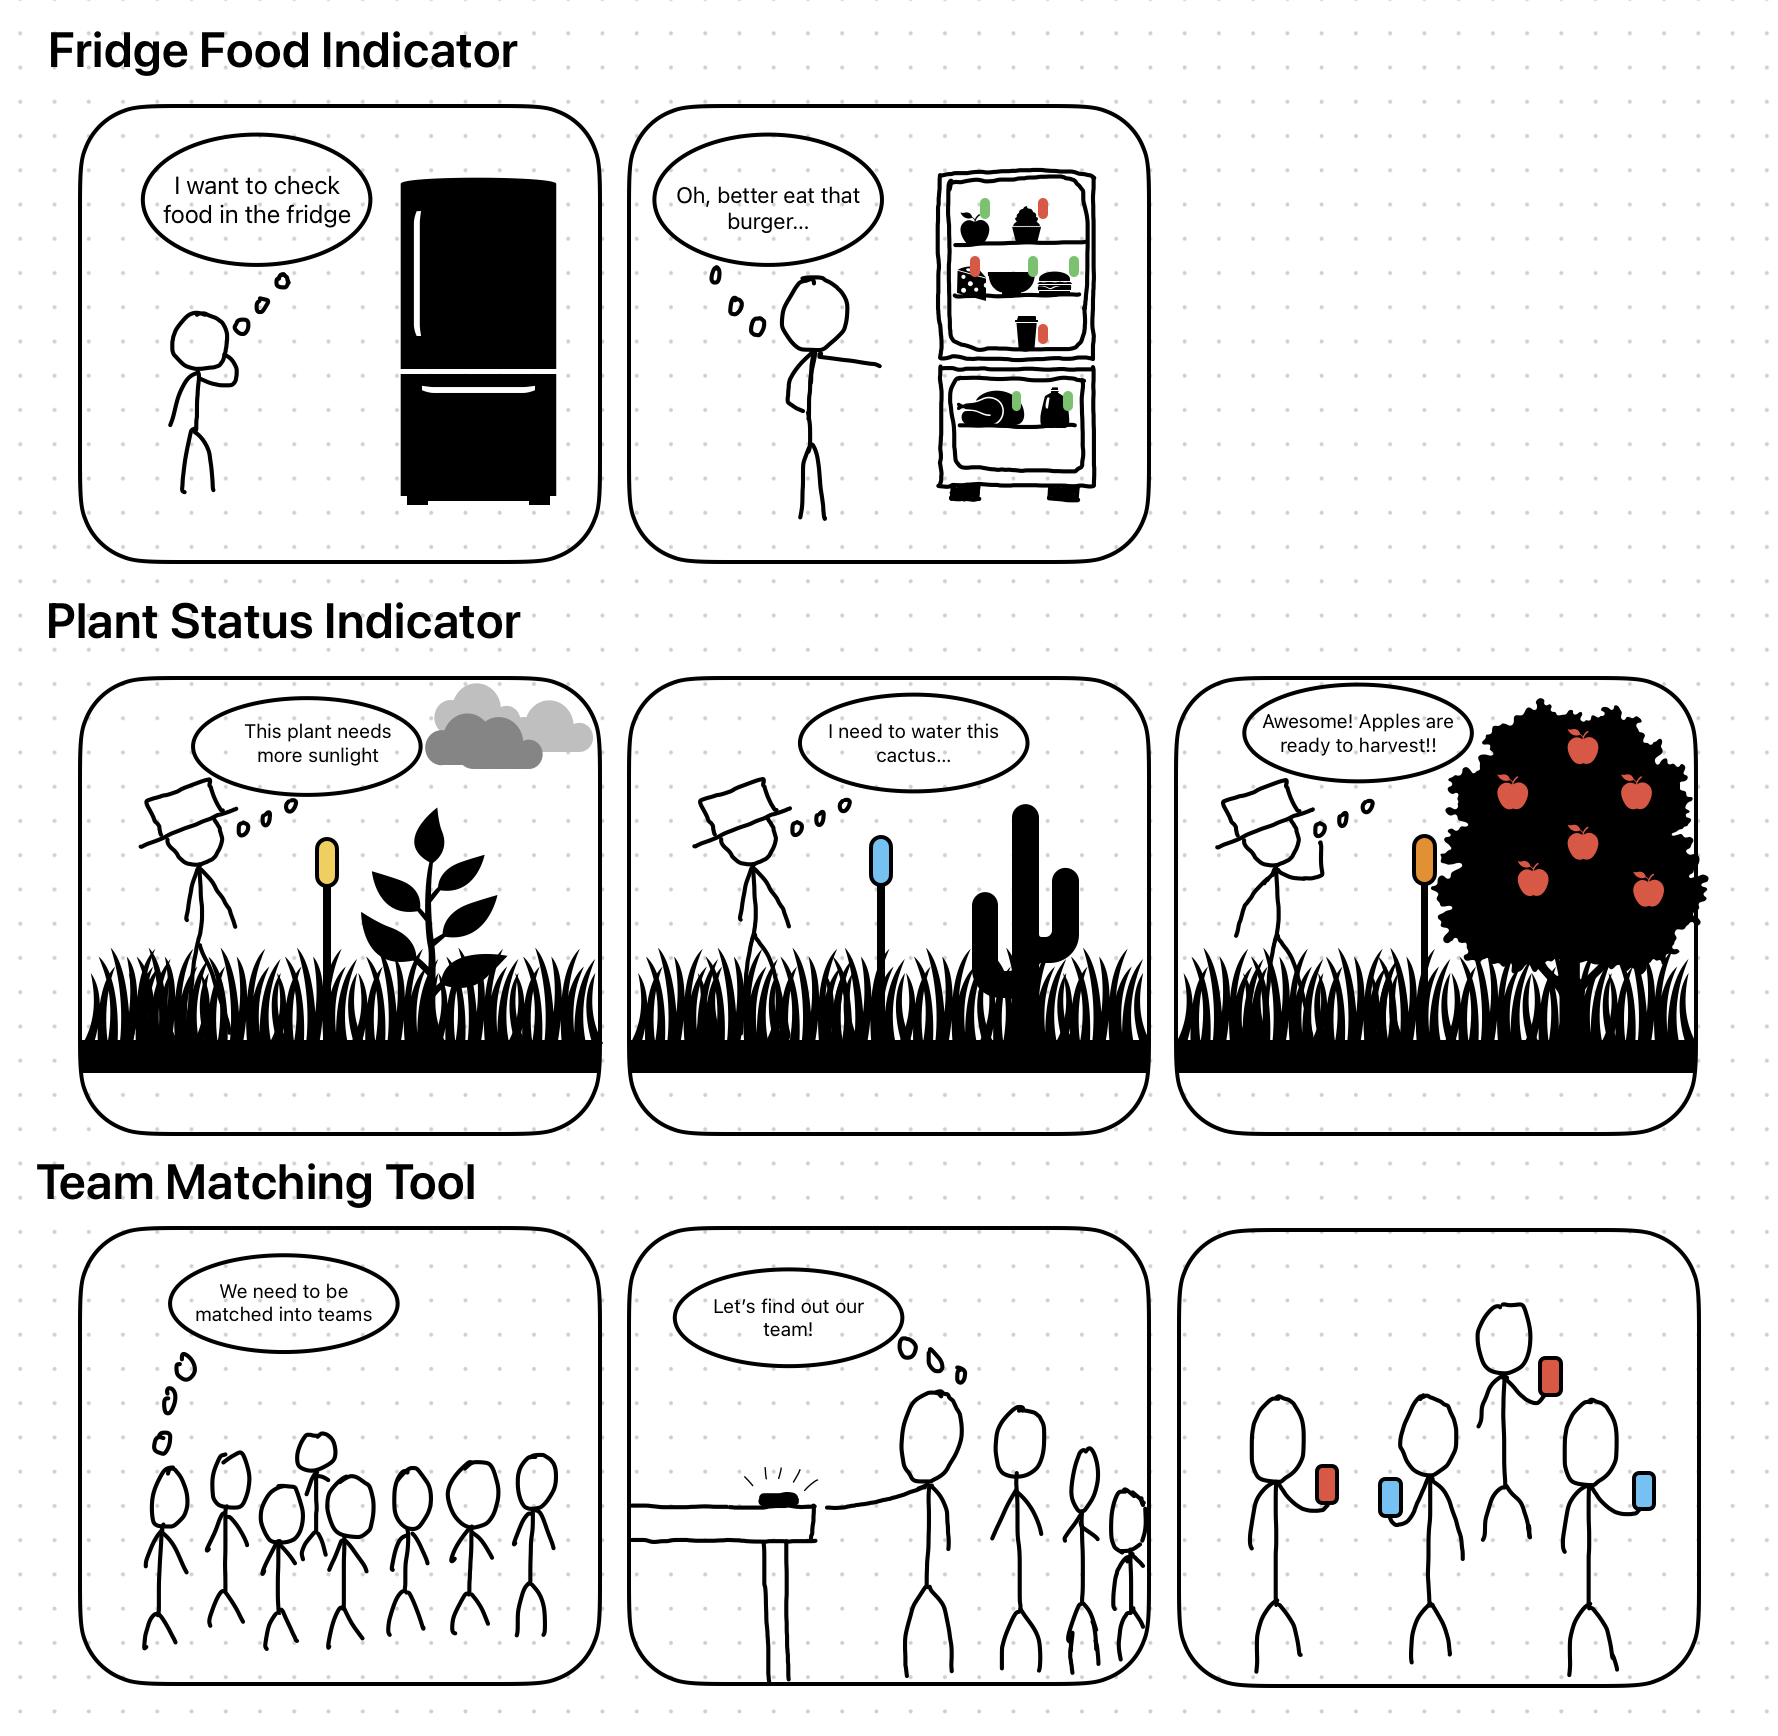 Fridge Food Indicator
I want to check
food in the fridge
Oh, better eat that
burger...
Plant Status Indicator
This plant needs
more sunlight
I need to water this
cactus...
Awesome! Apples are
ready to harvest!!
Team Matching Tool
We need to be
matched into teams
Let's find out our
team!